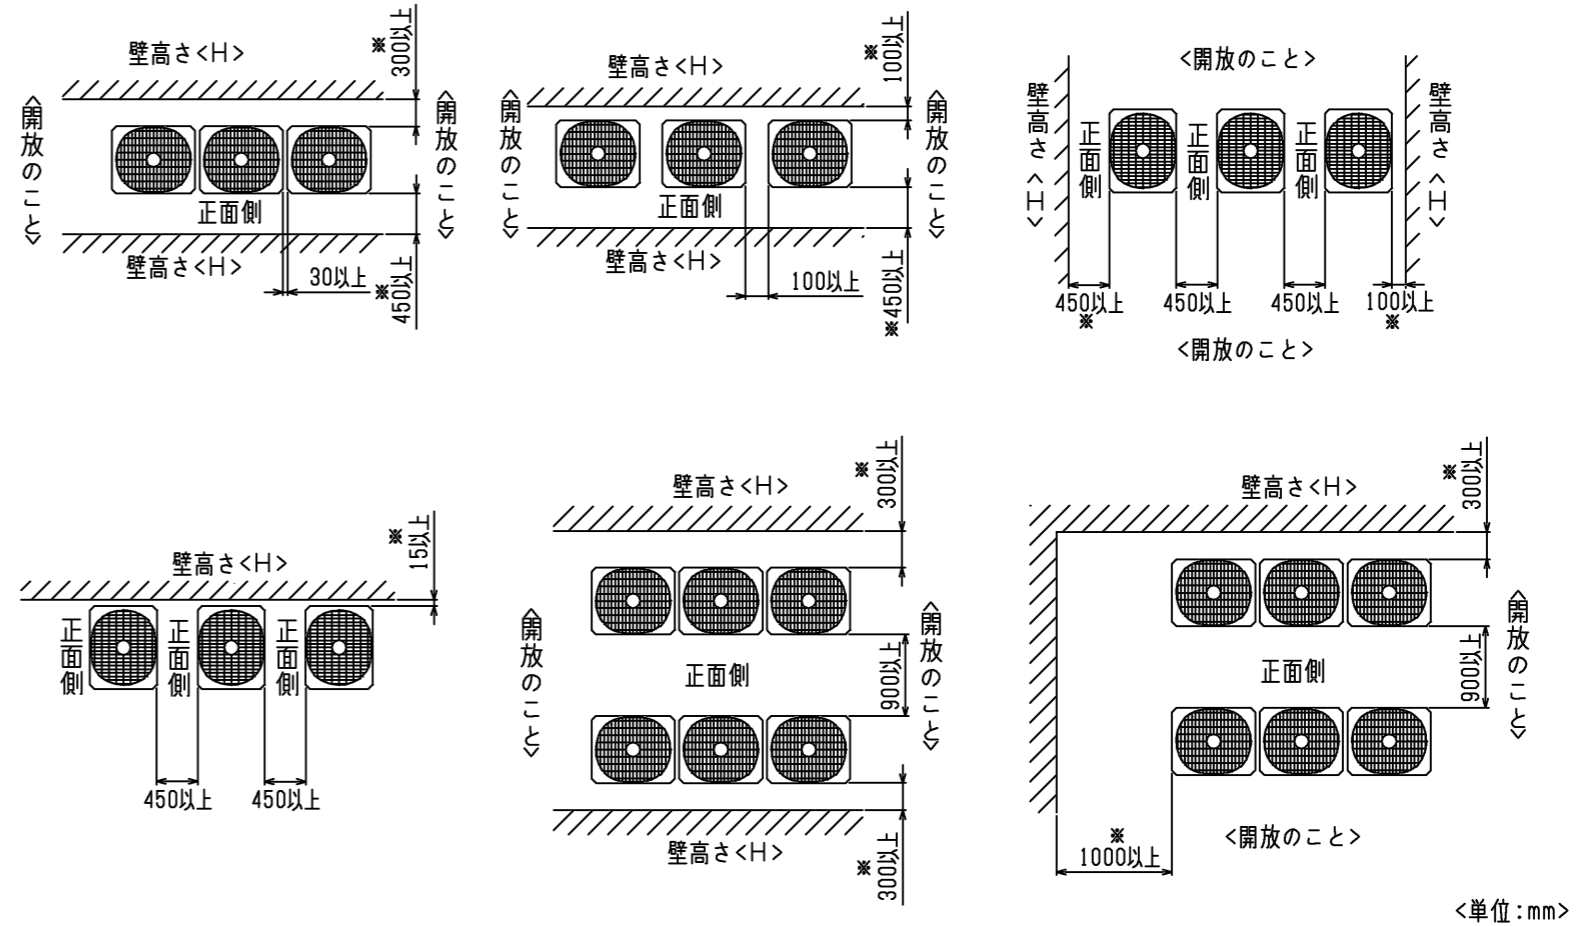 壁高さ<H>
※
300以上
<開放のこと>
<開放のこと>
正面側
壁高さ<H>
30以上
※
450以上
壁高さ<H>
※
100以上
<開放のこと>
<開放のこと>
正面側
壁高さ<H>
100以上
※450以上
<開放のこと>
壁高さ<H>
正面側
正面側
正面側
壁高さ<H>
450以上
※
450以上
450以上
100以上
※
<開放のこと>
壁高さ<H>
※
15以上
正面側
正面側
正面側
450以上
450以上
壁高さ<H>
※
300以上
<開放のこと>
正面側
900以上
<開放のこと>
壁高さ<H>
※
300以上
壁高さ<H>
※
300以上
正面側
900以上
<開放のこと>
※
1000以上
<開放のこと>
<単位:mm>